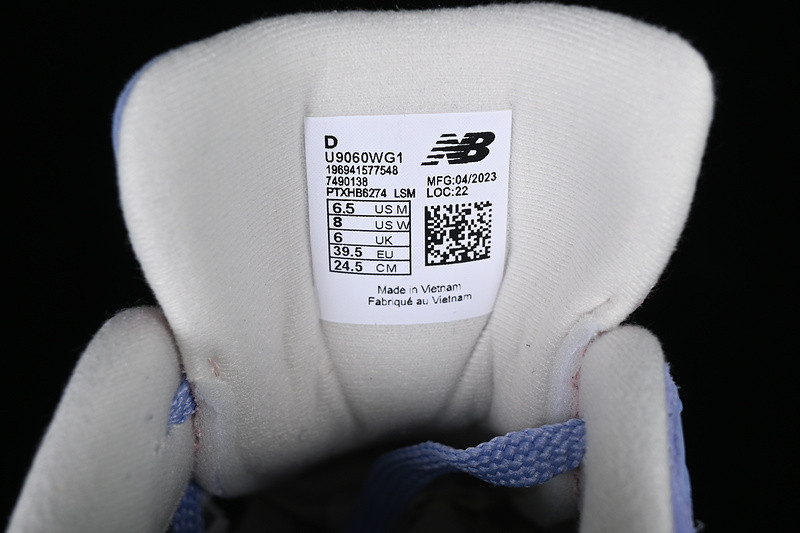 D
U9060WG1
196941577548
7490138
PTXHB6274 LSM
NB
MFG:04/2023
LOC:22
6.5 US M
8 US W
6 UK
39.5 EU
24.5 CM
Made in Vietnam
Fabriqué au Vietnam